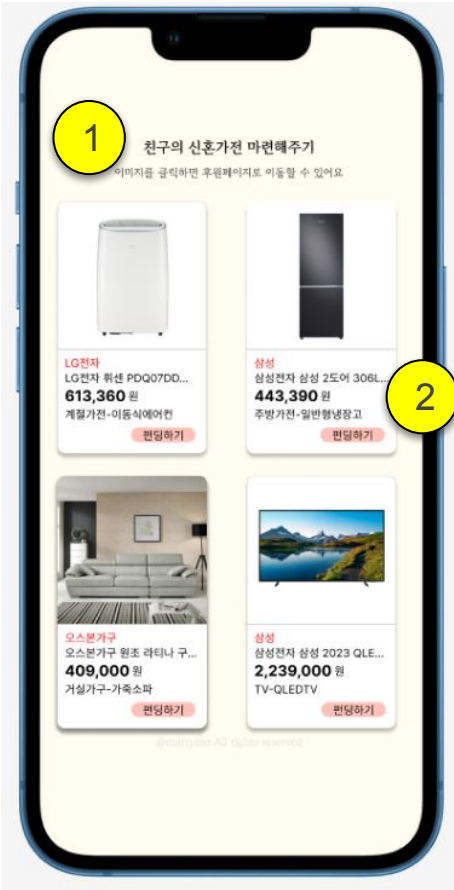 1
친구의 신혼가전 마련해주기
이미지를 클릭하면 후원페이지로 이동할 수 있어요
LG전자
LG전자 휘센 PDQ07DD...
613,360 원
계절가전-이동식에어컨
펀딩하기
삼성
삼성전자 삼성 2도어 306L...
443,390 원
주방가전-일반형냉장고
펀딩하기
2
오스본가구
오스본가구 원조 라티나 구...
409,000 원
거실가구-가죽소파
펀딩하기
삼성
삼성전자 삼성 2023 QLE...
2,239,000 원
TV-QLEDTV
펀딩하기
All rights reserved